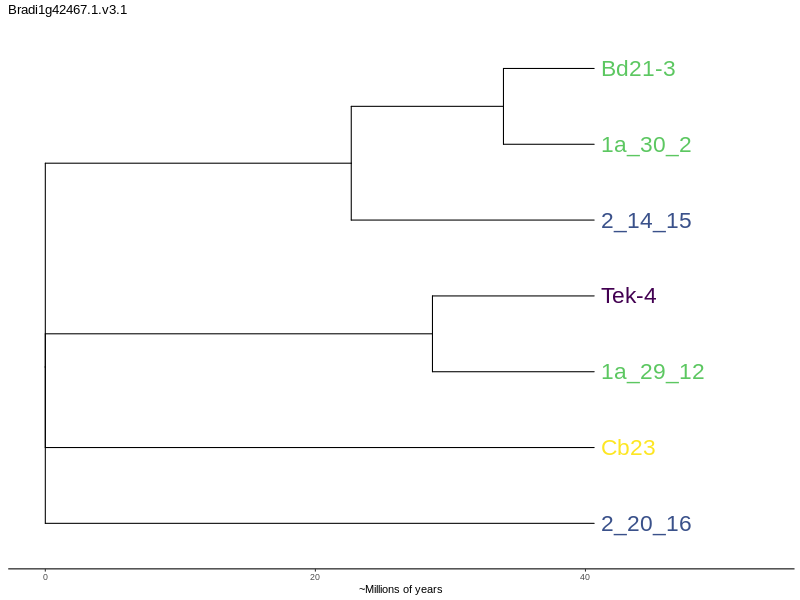 Bradi1g42467.1.v3.1
Bd21-3
1a_30_2
2_14_15
Tek-4
1a_29_12
Cb23
2_20_16
0 20 40
~Millions of years